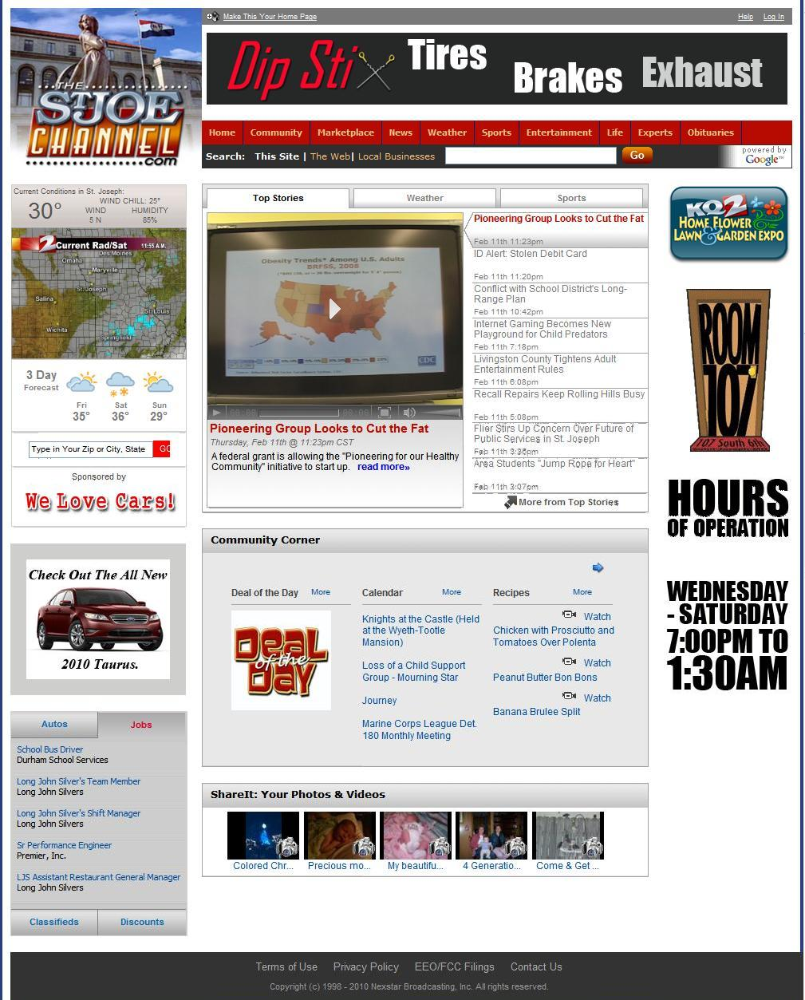 Make This Your Home Page
Help
Log In
THE
ST JOE
CHANNEL
.com
Dip Sti
Tires
Brakes
Exhaust
Home
Community
Marketplace
News
Weather
Sports
Entertainment
Life
Experts
Obituaries
Search: This Site | The Web| Local Businesses
Go
powered by
Google™
Current Conditions in St. Joseph:
30°
WIND CHILL: 25°
WIND
5 N
HUMIDITY
85%
2 Current Rad/Sat 11:55 A.M.
Des Moines
Omaha
Maryville
St. Joseph
Salina
St. Louis
Wichita
Springfield
3 Day
Forecast
Fri
35°
Sat
36°
Sun
29°
Type in Your Zip or City, State
GO
Sponsored by
We Love Cars!
Check Out The All New
2010 Taurus.
Autos
Jobs
School Bus Driver
Durham School Services
Long John Silver's Team Member
Long John Silvers
Long John Silver's Shift Manager
Long John Silvers
Sr Performance Engineer
Premier, Inc.
LJS Assistant Restaurant General Manager
Long John Silvers
Classifieds
Discounts
Top Stories
Weather
Sports
Obesity Trends* Among U.S. Adults
BRFSS, 2008
CDC
00:00
00:00
Pioneering Group Looks to Cut the Fat
Thursday, Feb 11th @ 11:23pm CST
A federal grant is allowing the "Pioneering for our Healthy
Community" initiative to start up. read more»
Pioneering Group Looks to Cut the Fat
Feb 11th 11:23pm
ID Alert: Stolen Debit Card
Feb 11th 11:20pm
Conflict with School District's Long-
Range Plan
Feb 11th 10:42pm
Internet Gaming Becomes New
Playground for Child Predators
Feb 11th 7:18pm
Livingston County Tightens Adult
Entertainment Rules
Feb 11th 6:08pm
Recall Repairs Keep Rolling Hills Busy
Feb 11th 5:08pm
Flier Stirs Up Concern Over Future of
Public Services in St. Joseph
Feb 11th 3:36pm
Area Students "Jump Rope for Heart"
Feb 11th 3:07pm
More from Top Stories
Community Corner
Deal of the Day
More
DEAL
of the
DAY
Calendar
More
Knights at the Castle (Held
at the Wyeth-Tootle
Mansion)
Loss of a Child Support
Group - Mourning Star
Journey
Marine Corps League Det.
180 Monthly Meeting
Recipes
More
Watch
Chicken with Prosciutto and
Tomatoes Over Polenta
Watch
Peanut Butter Bon Bons
Watch
Banana Brulee Split
ShareIt: Your Photos & Videos
Colored Chr...
Precious mo...
My beautifu...
4 Generatio...
Come & Get ...
KQ2
HOME FLOWER
LAWN & GARDEN EXPO
ROOM
107
107 South 6th
HOURS
OF OPERATION
WEDNESDAY
- SATURDAY
7:00PM TO
1:30AM
Terms of Use
Privacy Policy
EEO/FCC Filings
Contact Us
Copyright (c) 1998 - 2010 Nexstar Broadcasting, Inc. All rights reserved.